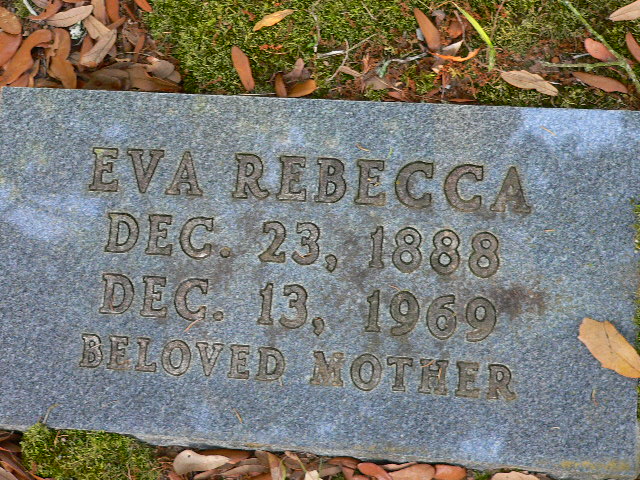 EVA REBECCA
DEC. 23, 1888
DEC. 13, 1969
BELOVED MOTHER